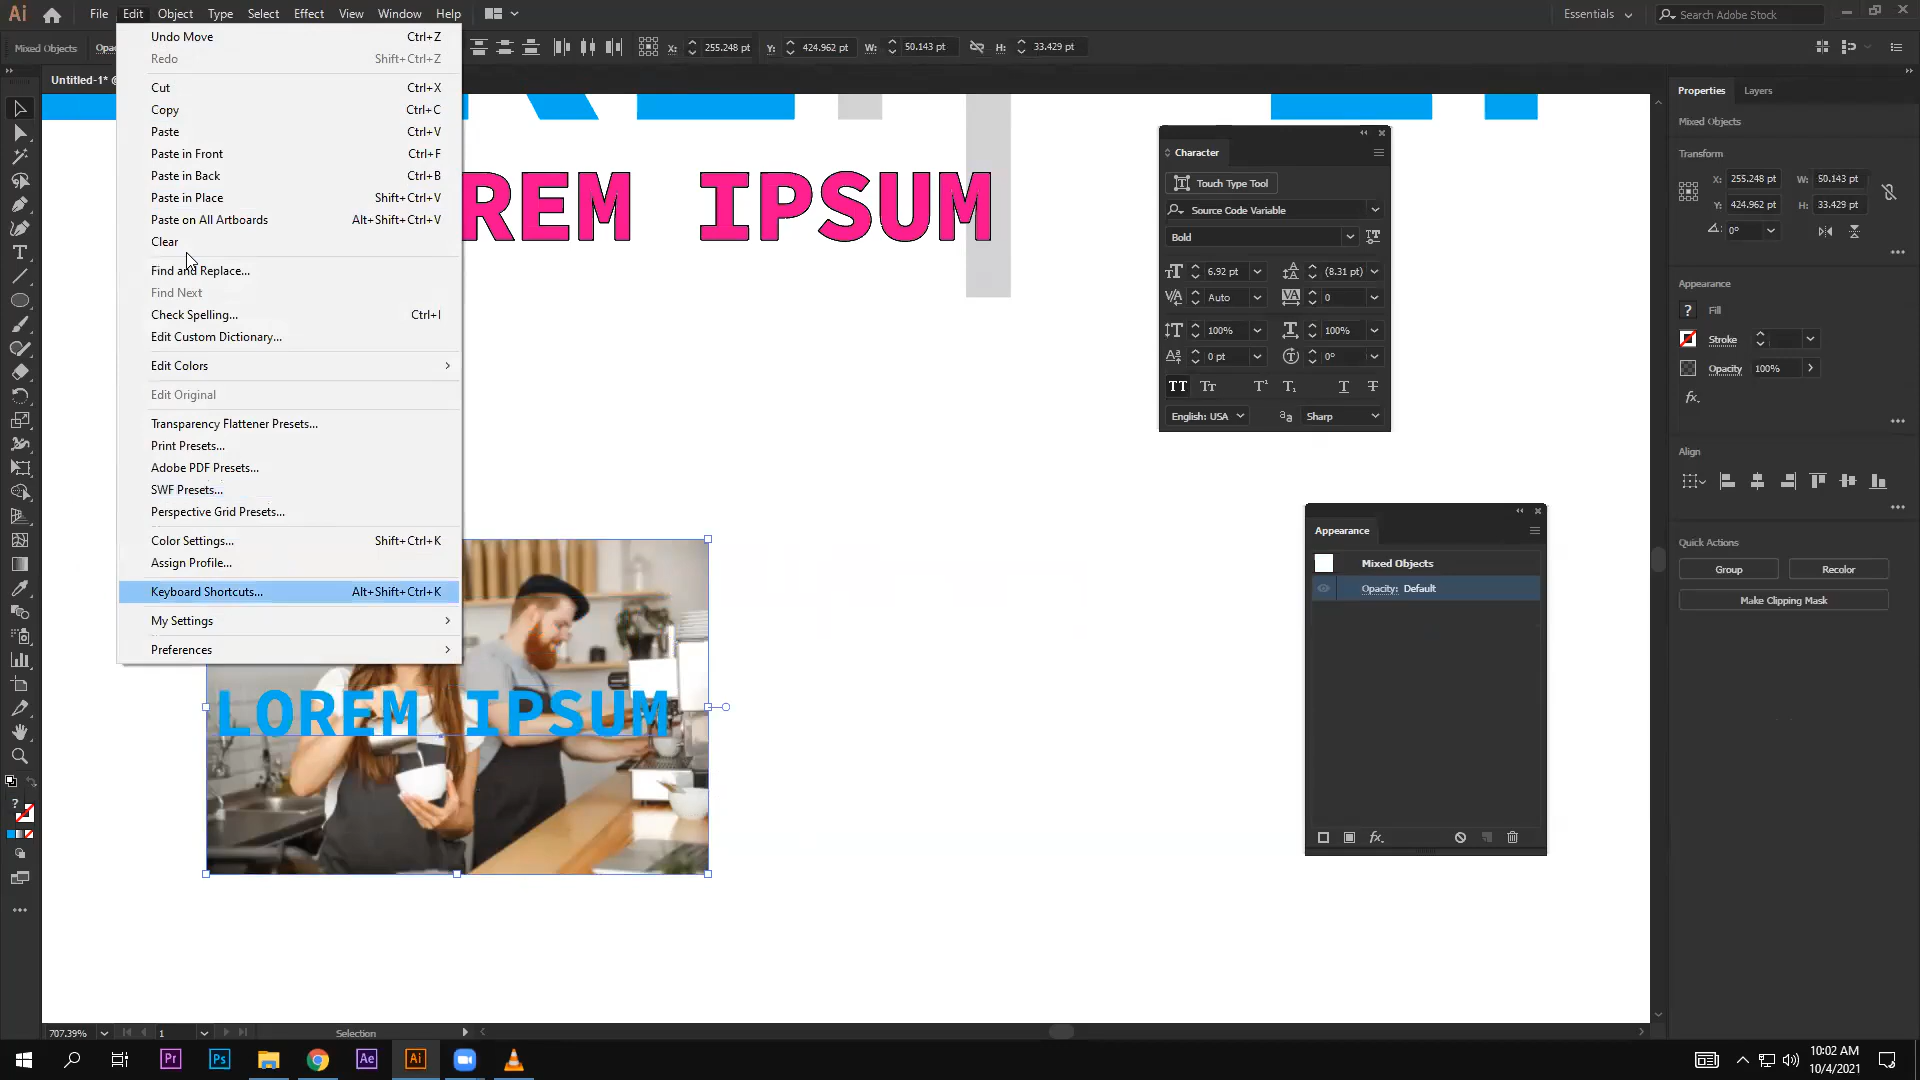 Ai File Edit Object Type Select Effect View Window Help Essentials Search Adobe Stock
Mixed Objects Opac X: 255.248 pt Y: 424.962 pt W: 50.143 pt H: 33.429 pt
Untitled-1* @
Undo Move Ctrl+Z
Redo Shift+Ctrl+Z
Cut Ctrl+X
Copy Ctrl+C
Paste Ctrl+V
Paste in Front Ctrl+F
Paste in Back Ctrl+B
Paste in Place Shift+Ctrl+V
Paste on All Artboards Alt+Shift+Ctrl+V
Clear
Find and Replace...
Find Next
Check Spelling... Ctrl+I
Edit Custom Dictionary...
Edit Colors
Edit Original
Transparency Flattener Presets...
Print Presets...
Adobe PDF Presets...
SWF Presets...
Perspective Grid Presets...
Color Settings... Shift+Ctrl+K
Assign Profile...
Keyboard Shortcuts... Alt+Shift+Ctrl+K
My Settings
Preferences
OREM IPSUM
LOREM IPSUM
Character
Touch Type Tool
Source Code Variable
Bold
6.92 pt (8.31 pt)
Auto 0
100% 100%
0 pt 0°
English: USA Sharp
Appearance
Mixed Objects
Opacity: Default
Properties Layers
Mixed Objects
Transform
X: 255.248 pt W: 50.143 pt
Y: 424.962 pt H: 33.429 pt
0°
Appearance
? Fill
Stroke
Opacity 100%
fx.
Align
Quick Actions
Group Recolor
Make Clipping Mask
707.39% 1 Selection
Pr Ps Ae Ai
10:02 AM
10/4/2021